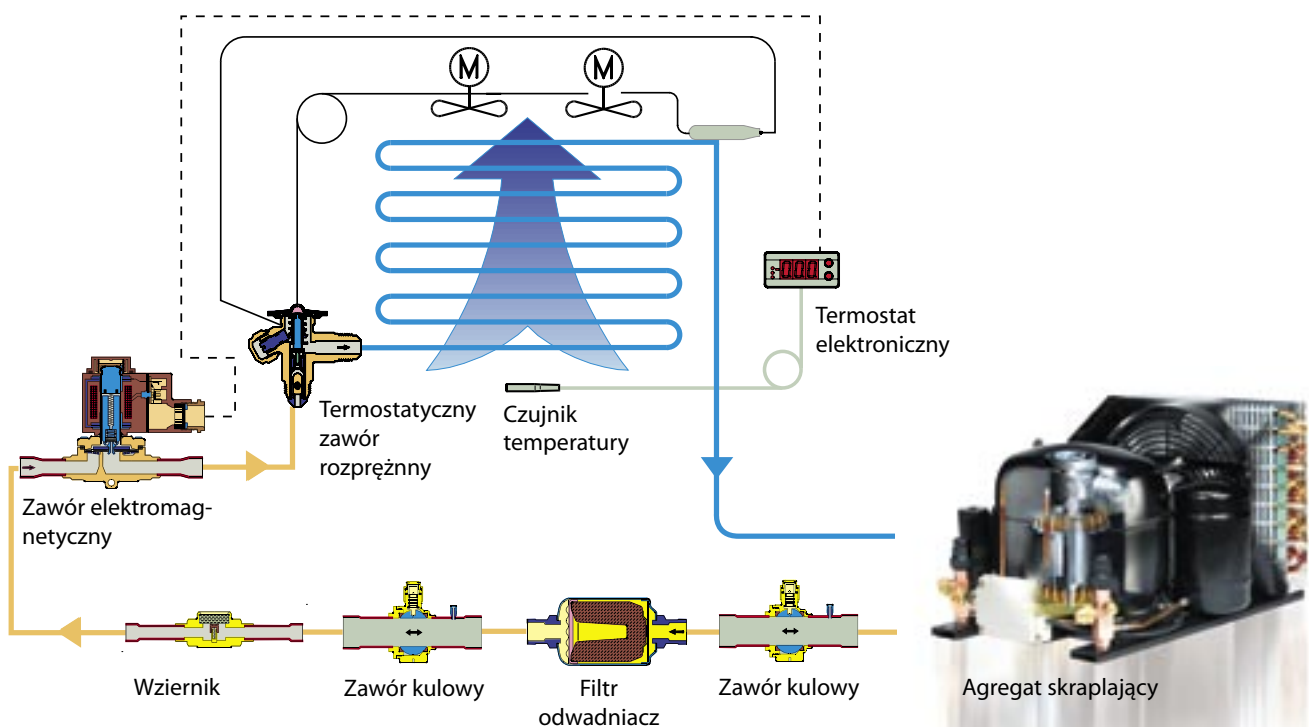 M
M
000
Termostat
elektroniczny
Termostatyczny
zawór
rozprężnny
Czujnik
temperatury
Zawór elektromag-
netyczny
Wziernik
Zawór kulowy
Filtr
odwadniacz
Zawór kulowy
Agregat skraplający